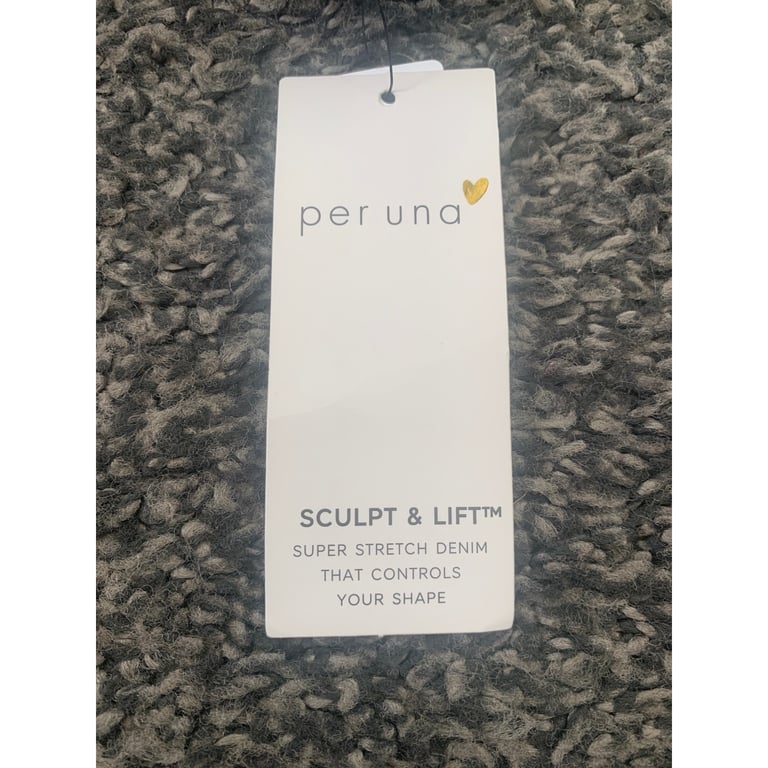 per una
SCULPT & LIFT™
SUPER STRETCH DENIM
THAT CONTROLS
YOUR SHAPE